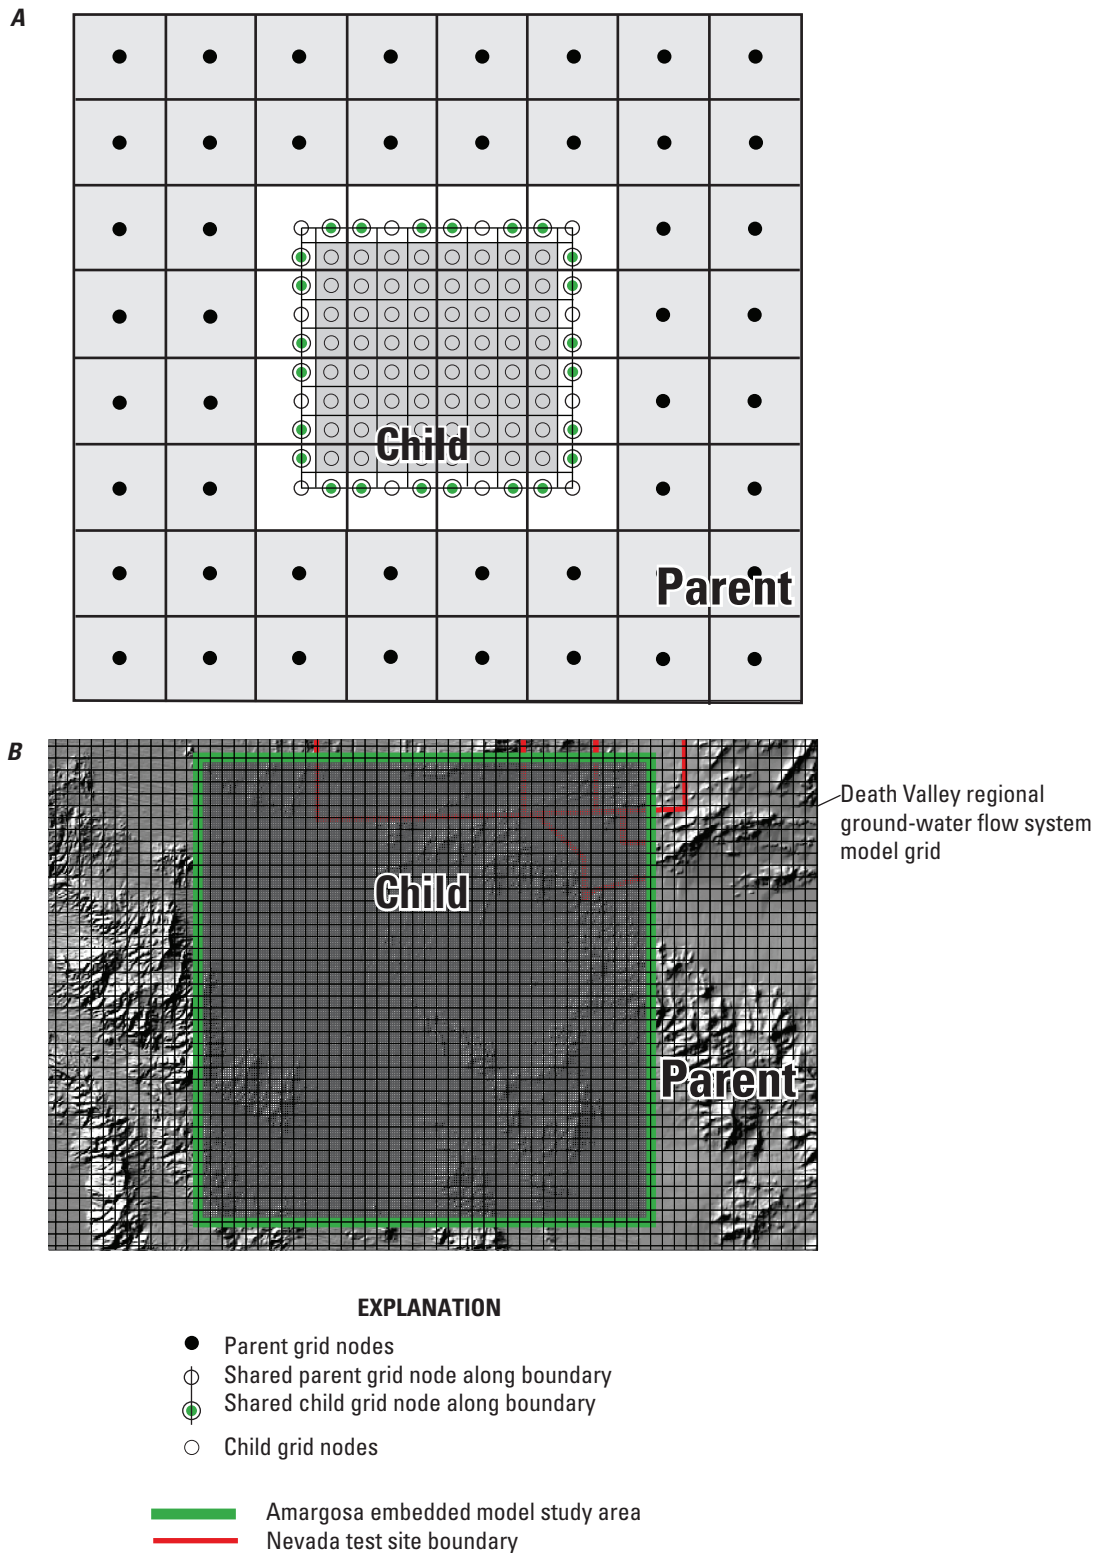 A
Child
Parent
B
Child
Parent
Death Valley regional
ground-water flow system
model grid
EXPLANATION
Parent grid nodes
Shared parent grid node along boundary
Shared child grid node along boundary
Child grid nodes
Amargosa embedded model study area
Nevada test site boundary